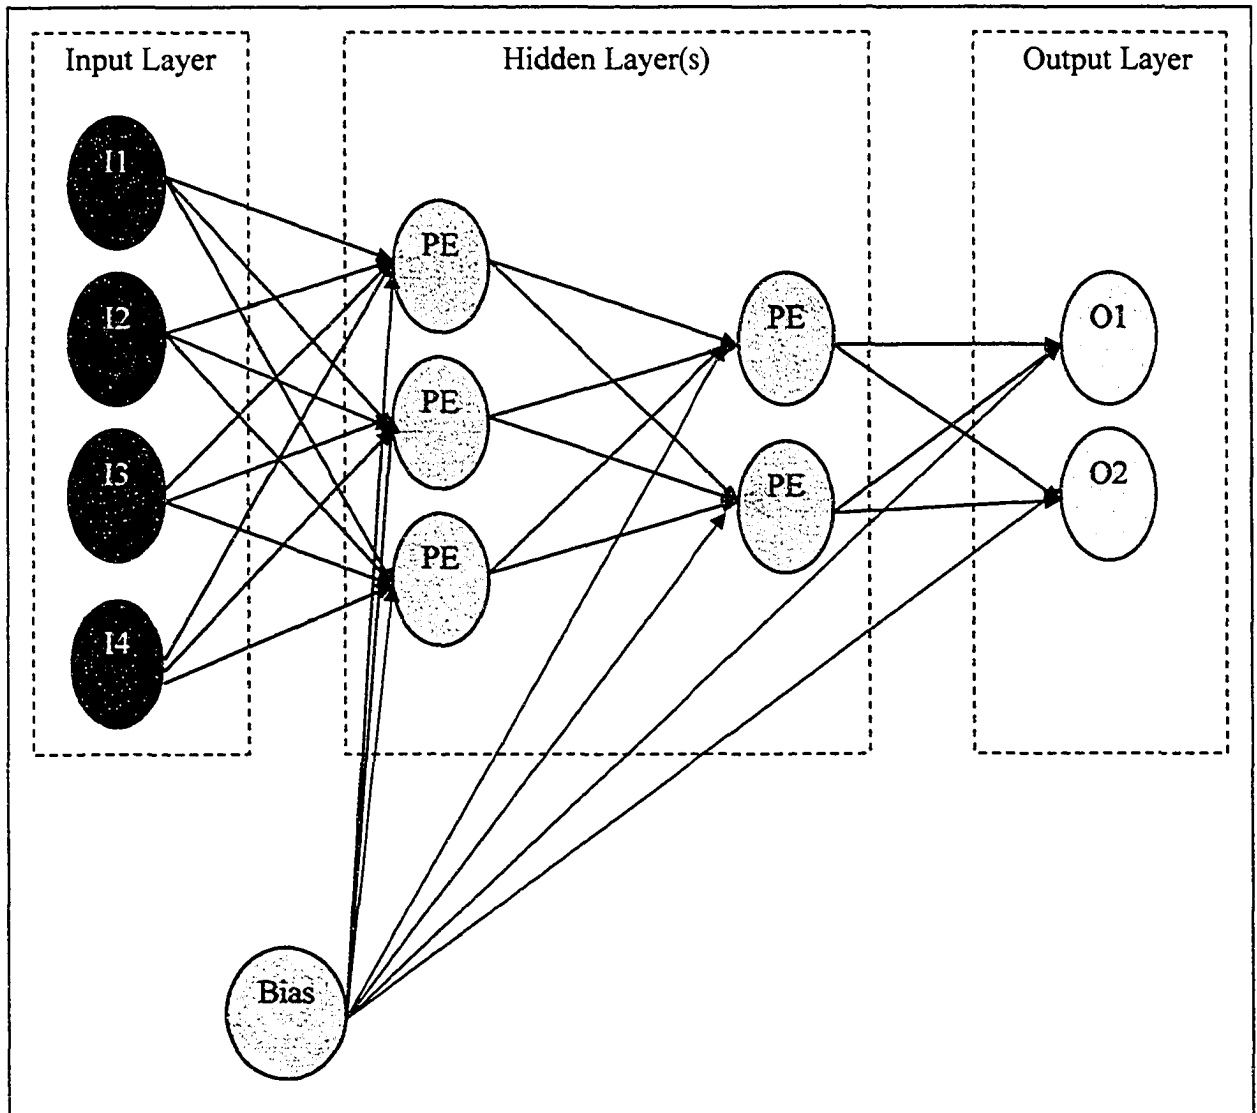 Input Layer
Hidden Layer(s)
Output Layer
I1
I2
I3
I4
PE
PE
PE
PE
PE
O1
O2
Bias